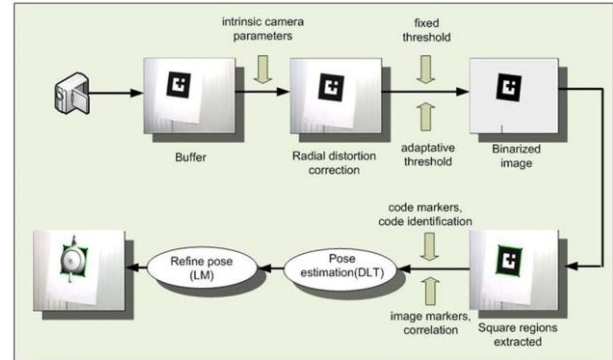 intrinsic camera
parameters
fixed
threshold
Buffer
Radial distortion
correction
adaptative
threshold
Binarized
image
code markers,
code identification
Refine pose
(LM)
Pose
estimation(DLT)
image markers,
correlation
Square regions
extracted